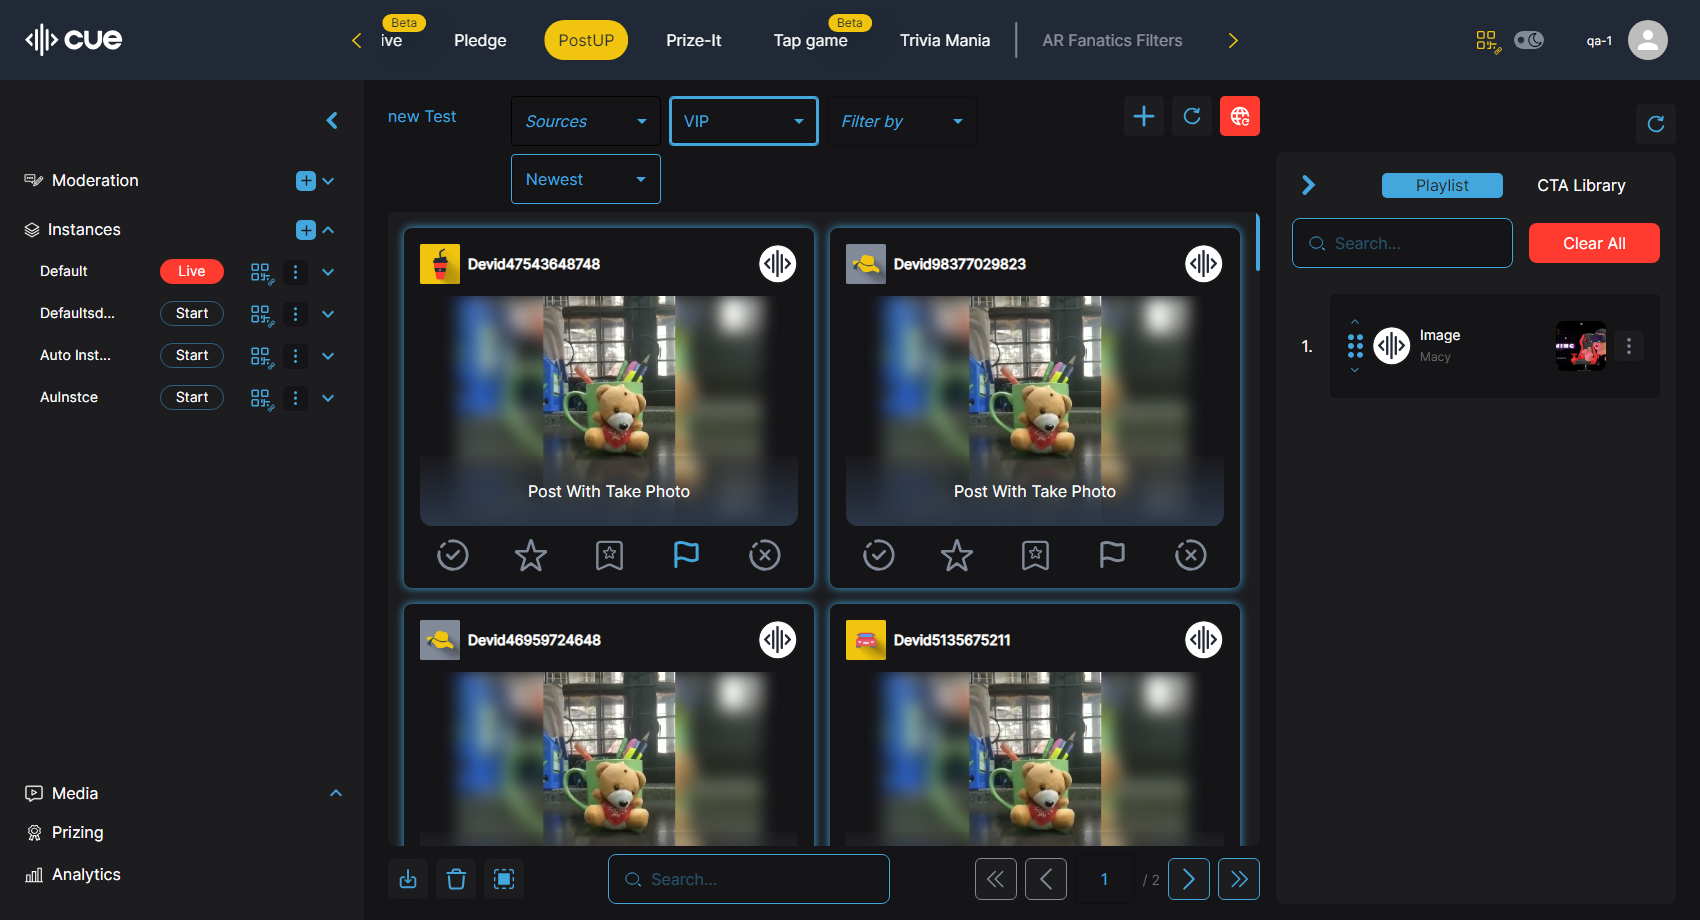 cue
Beta
ive
Pledge
PostUP
Prize-It
Beta
Tap game
Trivia Mania
AR Fanatics Filters
qa-1
Moderation
Instances
Default
Live
Defaultsd...
Start
Auto Inst...
Start
AuInstce
Start
Media
Prizing
Analytics
new Test
Sources
VIP
Filter by
Newest
Devid47543648748
Post With Take Photo
Devid98377029823
Post With Take Photo
Devid46959724648
Devid5135675211
Search...
1
/ 2
Playlist
CTA Library
Search...
Clear All
1.
Image
Macy